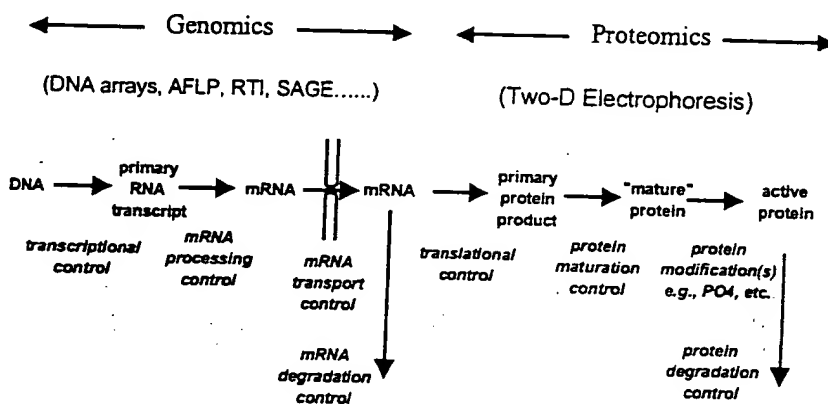 Genomics
Proteomics
(DNA arrays, AFLP, RTI, SAGE......)
(Two-D Electrophoresis)
DNA
primary
RNA
transcript
mRNA
mRNA
primary
protein
product
"mature"
protein
active
protein
transcriptional
control
mRNA
processing
control
mRNA
transport
control
translational
control
protein
maturation
control
protein
modification(s)
e.g., PO4, etc.
mRNA
degradation
control
protein
degradation
control